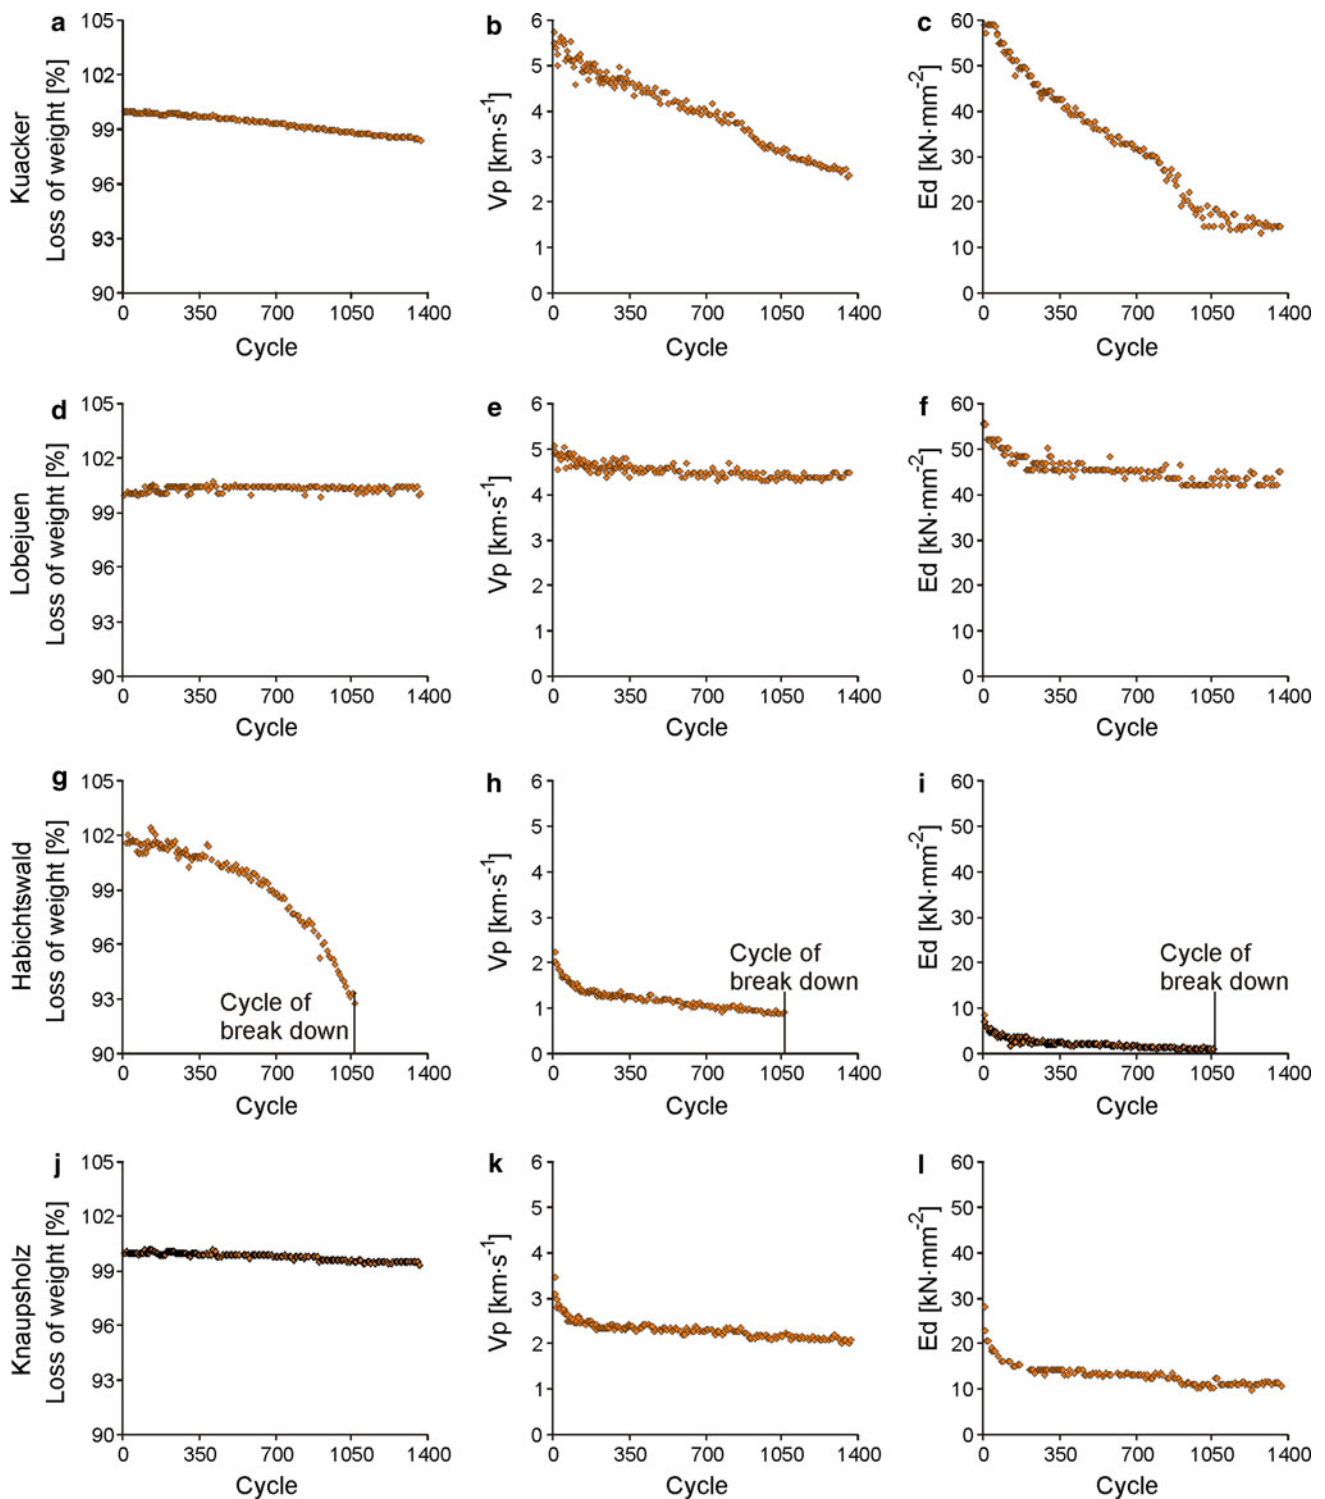 a
105
102
99
96
93
90
Kuacker
Loss of weight [%]
0 350 700 1050 1400
Cycle
b
6
5
4
3
2
1
0
Vp [km·s⁻¹]
0 350 700 1050 1400
Cycle
c
60
50
40
30
20
10
0
Ed [kN·mm⁻²]
0 350 700 1050 1400
Cycle
d
105
102
99
96
93
90
Lobejuen
Loss of weight [%]
0 350 700 1050 1400
Cycle
e
6
5
4
3
2
1
0
Vp [km·s⁻¹]
0 350 700 1050 1400
Cycle
f
60
50
40
30
20
10
0
Ed [kN·mm⁻²]
0 350 700 1050 1400
Cycle
g
105
102
99
96
93
90
Habichtswald
Loss of weight [%]
Cycle of
break down
0 350 700 1050 1400
Cycle
h
6
5
4
3
2
1
0
Vp [km·s⁻¹]
Cycle of
break down
0 350 700 1050 1400
Cycle
i
60
50
40
30
20
10
0
Ed [kN·mm⁻²]
Cycle of
break down
0 350 700 1050 1400
Cycle
j
105
102
99
96
93
90
Knaupsholz
Loss of weight [%]
0 350 700 1050 1400
Cycle
k
6
5
4
3
2
1
0
Vp [km·s⁻¹]
0 350 700 1050 1400
Cycle
l
60
50
40
30
20
10
0
Ed [kN·mm⁻²]
0 350 700 1050 1400
Cycle